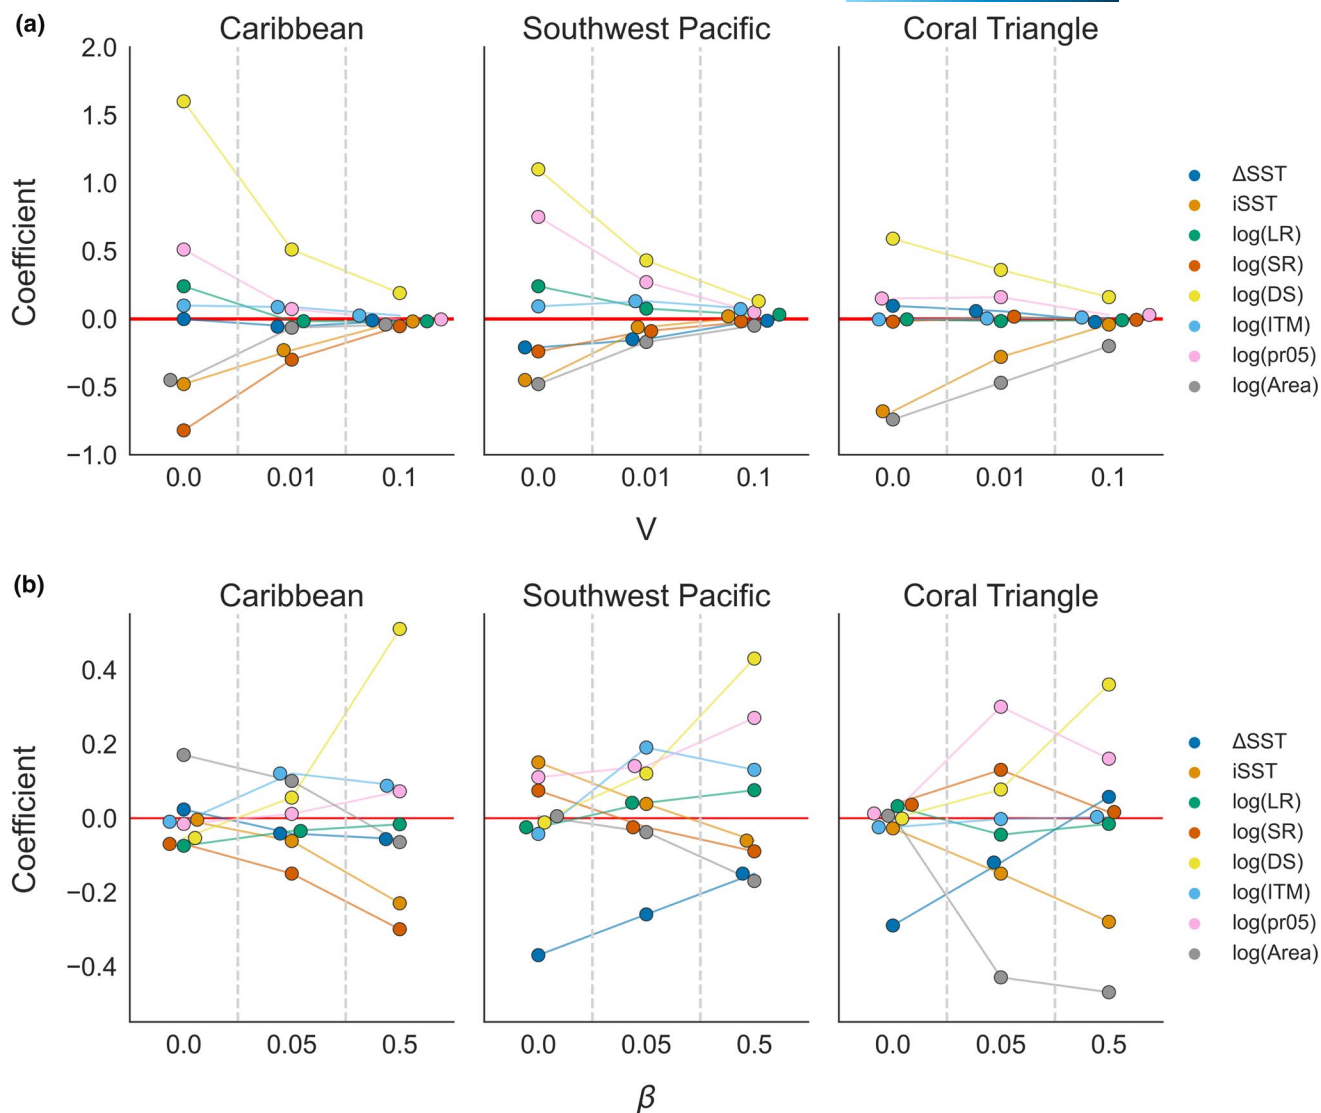 (a)
Caribbean Southwest Pacific Coral Triangle
2.0
1.5
1.0
0.5
0.0
−0.5
−1.0
Coefficient
0.0 0.01 0.1 0.0 0.01 0.1 0.0 0.01 0.1
V
ΔSST
iSST
log(LR)
log(SR)
log(DS)
log(ITM)
log(pr05)
log(Area)
(b)
Caribbean Southwest Pacific Coral Triangle
0.4
0.2
0.0
−0.2
−0.4
Coefficient
0.0 0.05 0.5 0.0 0.05 0.5 0.0 0.05 0.5
β
ΔSST
iSST
log(LR)
log(SR)
log(DS)
log(ITM)
log(pr05)
log(Area)